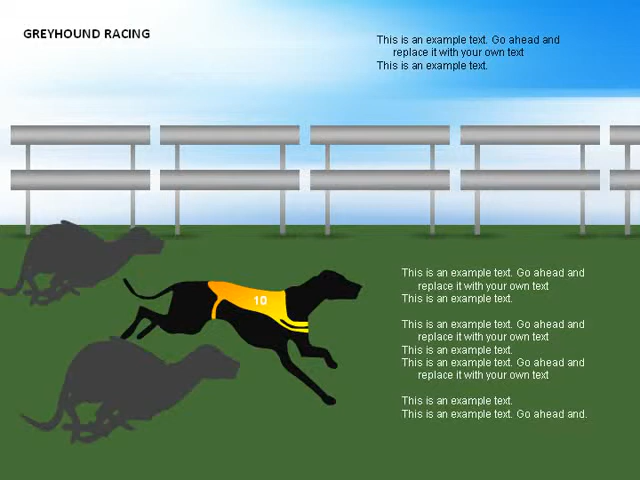 GREYHOUND RACING
This is an example text. Go ahead and
replace it with your own text
This is an example text.
10
This is an example text. Go ahead and
replace it with your own text
This is an example text.
This is an example text. Go ahead and
replace it with your own text
This is an example text.
This is an example text. Go ahead and
replace it with your own text
This is an example text.
This is an example text. Go ahead and.